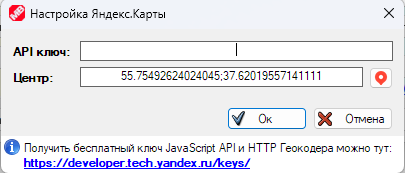 Настройка Яндекс.Карты
API ключ:
Центр: 55.75492624024045;37.62019557141111
Ок Отмена
Получить бесплатный ключ JavaScript API и HTTP Геокодера можно тут:
https://developer.tech.yandex.ru/keys/